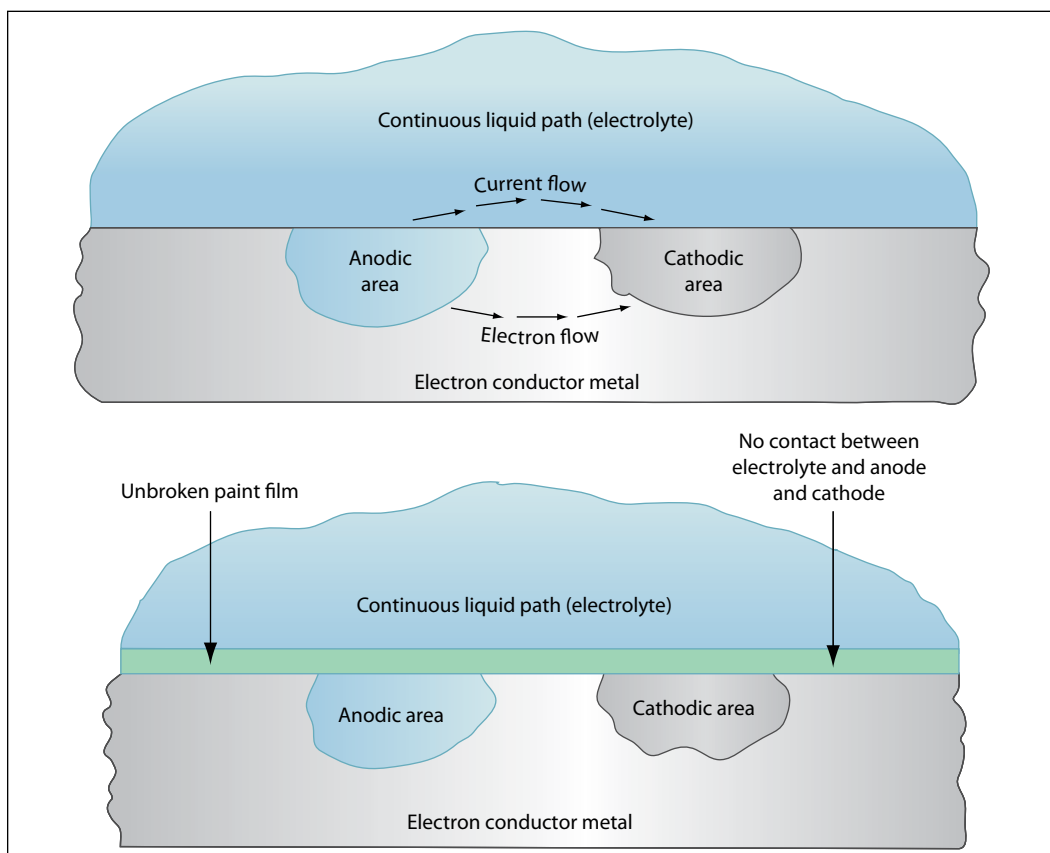 Continuous liquid path (electrolyte)
Current flow
Anodic
area
Cathodic
area
Electron flow
Electron conductor metal
No contact between
electrolyte and anode
and cathode
Unbroken paint film
Continuous liquid path (electrolyte)
Anodic area
Cathodic area
Electron conductor metal